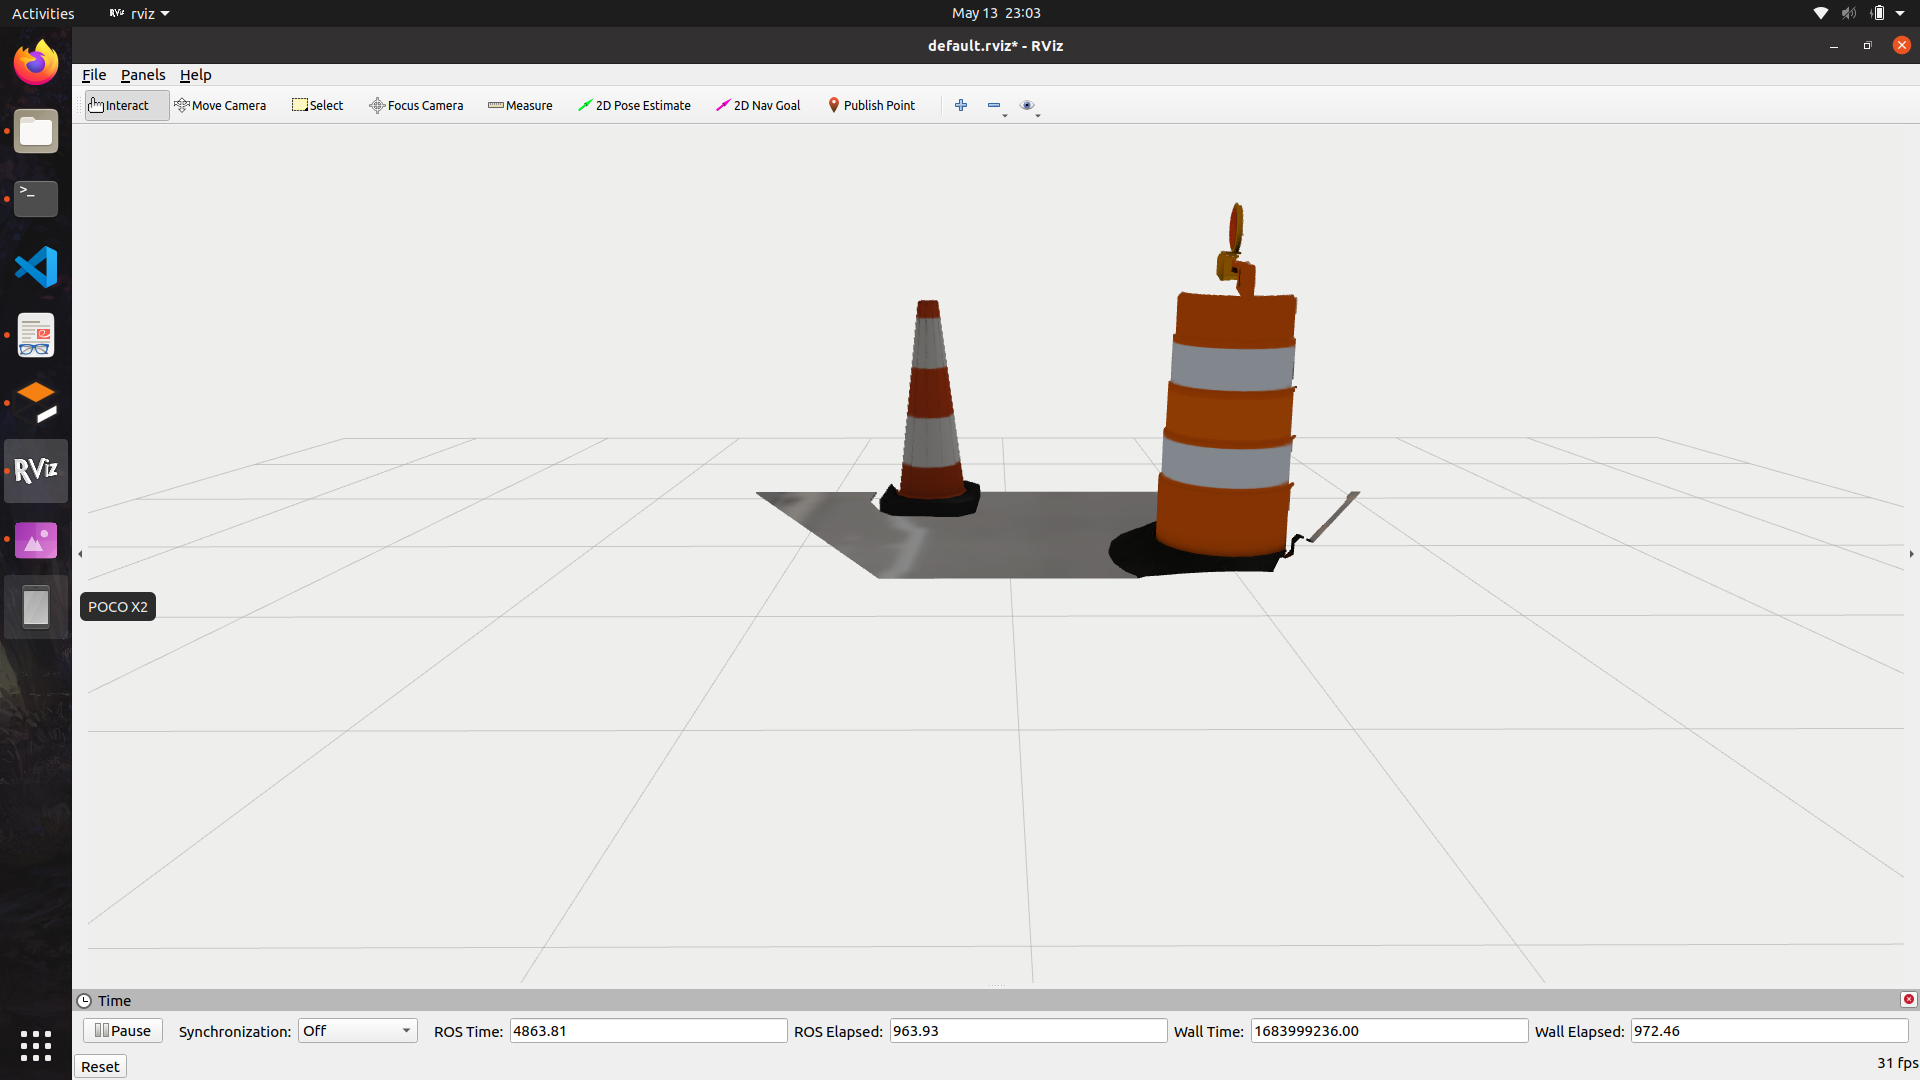 Activities
RViz rviz
May 13 23:03
default.rviz* - RViz
File Panels Help
Interact Move Camera Select Focus Camera Measure 2D Pose Estimate 2D Nav Goal Publish Point
>_
RViz
POCO X2
Time
Pause Synchronization: Off ROS Time: 4863.81 ROS Elapsed: 963.93 Wall Time: 1683999236.00 Wall Elapsed: 972.46
Reset
31 fps